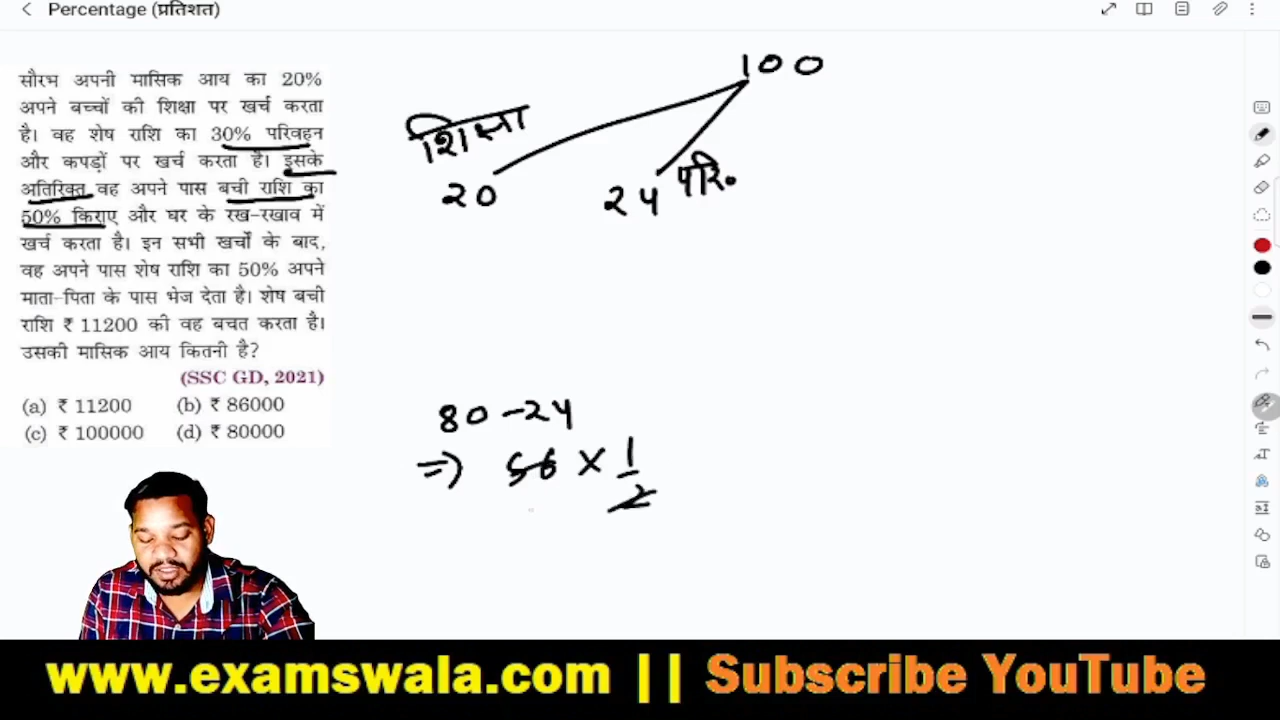 Percentage (प्रतिशत)
सौरभ अपनी मासिक आय का 20%
अपने बच्चों की शिक्षा पर खर्च करता
है। वह शेष राशि का 30% परिवहन
और कपड़ों पर खर्च करता है। इसके
अतिरिक्त वह अपने पास बची राशि का
50% किराए और घर के रख-रखाव में
खर्च करता है। इन सभी खर्चों के बाद,
वह अपने पास शेष राशि का 50% अपने
माता-पिता के पास भेज देता है। शेष बची
राशि ₹ 11200 की वह बचत करता है।
उसकी मासिक आय कितनी है?
(SSC GD, 2021)
(a) ₹ 11200 (b) ₹ 86000
(c) ₹ 100000 (d) ₹ 80000
100
शिक्षा
20
24 परि.
80 - 24
⇒ 56 × 1/2
www.examswala.com || Subscribe YouTube